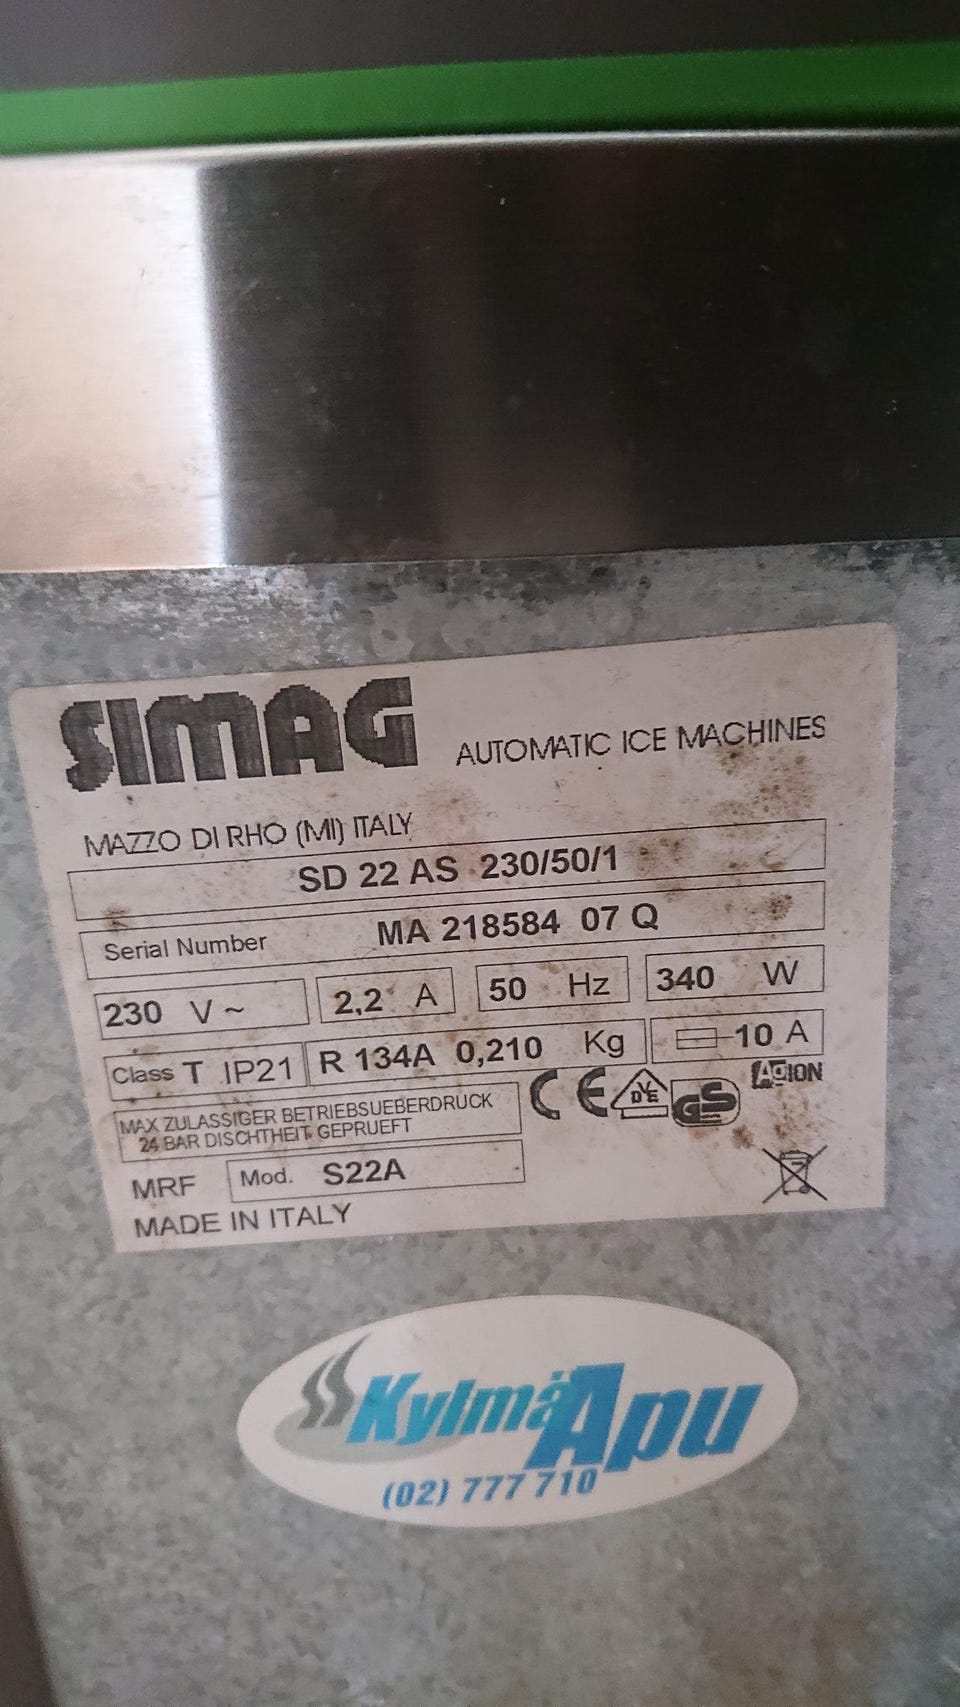 SIMAG
AUTOMATIC ICE MACHINES
MAZZO DI RHO (MI) ITALY
SD 22 AS 230/50/1
Serial Number MA 218584 07 Q
230 V ~ 2,2 A 50 Hz 340 W
Class T IP21 R 134A 0,210 Kg 10 A
MAX ZULASSIGER BETRIEBSUEBERDRUCK
24 BAR DISCHTHEIT GEPRUEFT
CE VDE GS AgION
MRF Mod. S22A
MADE IN ITALY
KylmäApu
(02) 777 710